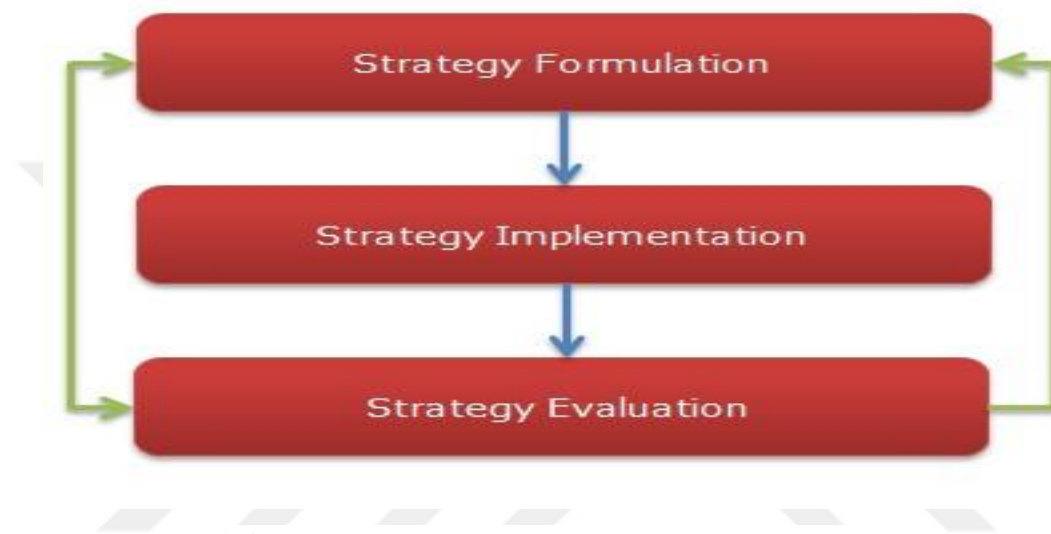 Strategy Formulation
Strategy Implementation
Strategy Evaluation